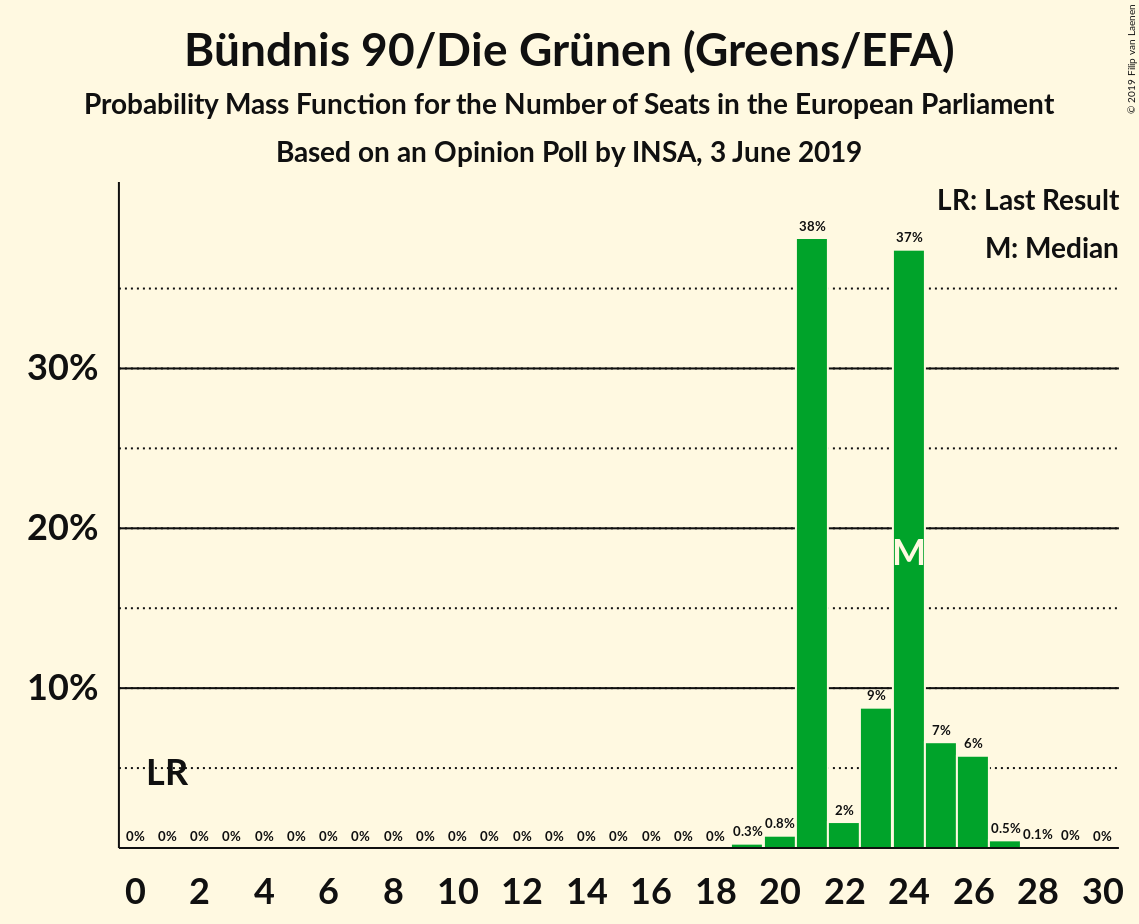 Bündnis 90/Die Grünen (Greens/EFA)
Probability Mass Function for the Number of Seats in the European Parliament
Based on an Opinion Poll by INSA, 3 June 2019
© 2019 Filip van Laenen
LR: Last Result
M: Median
38%
37%
30%
20%
M
10%
9%
7%
6%
LR
0% 0% 0% 0% 0% 0% 0% 0% 0% 0% 0% 0% 0% 0% 0% 0% 0% 0% 0% 0.3% 0.8% 2% 0.5% 0.1% 0% 0%
0 2 4 6 8 10 12 14 16 18 20 22 24 26 28 30